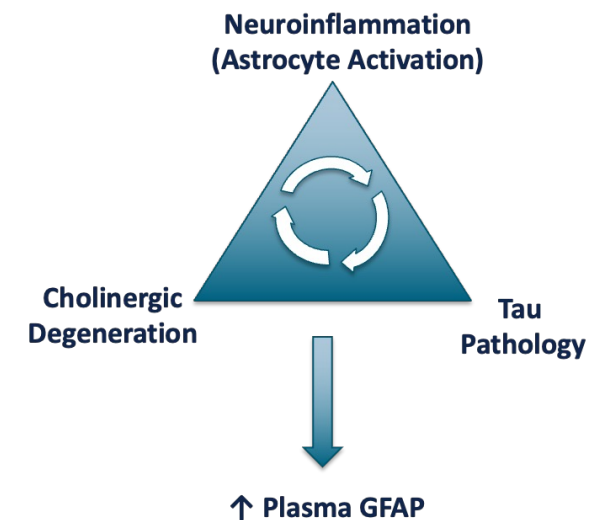 Neuroinflammation
(Astrocyte Activation)
Cholinergic
Degeneration
Tau
Pathology
↑ Plasma GFAP